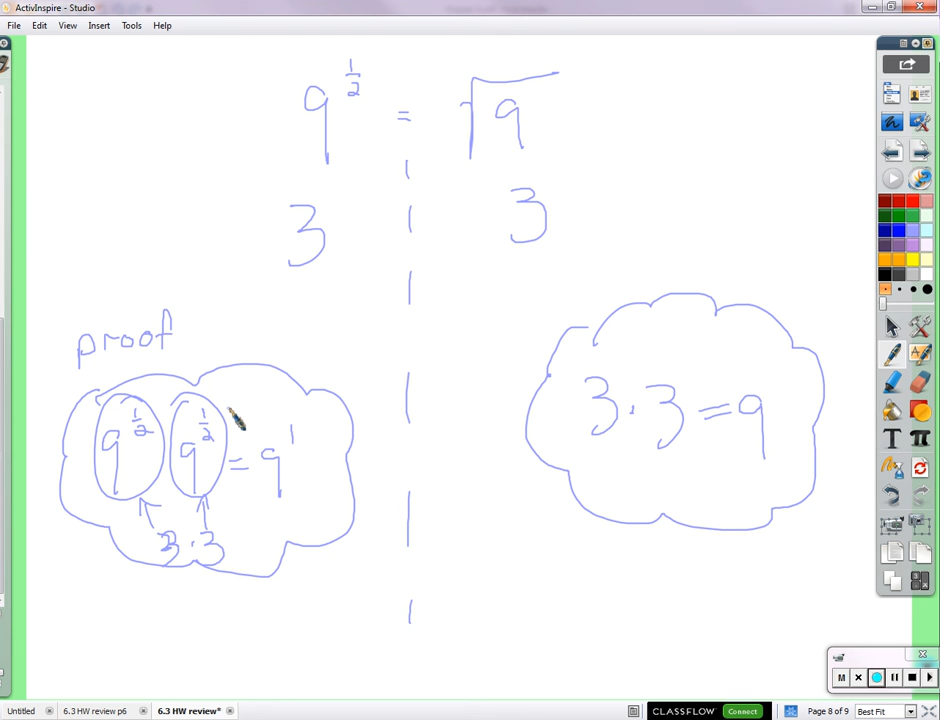 ActivInspire - Studio
File Edit View Insert Tools Help
9^{1/2} = √9
3 3
proof
9^{1/2} 9^{1/2} = 9^1
3 · 3
3 · 3 = 9
M
Untitled 6.3 HW review p6 6.3 HW review* CLASSFLOW Connect Page 8 of 9 Best Fit